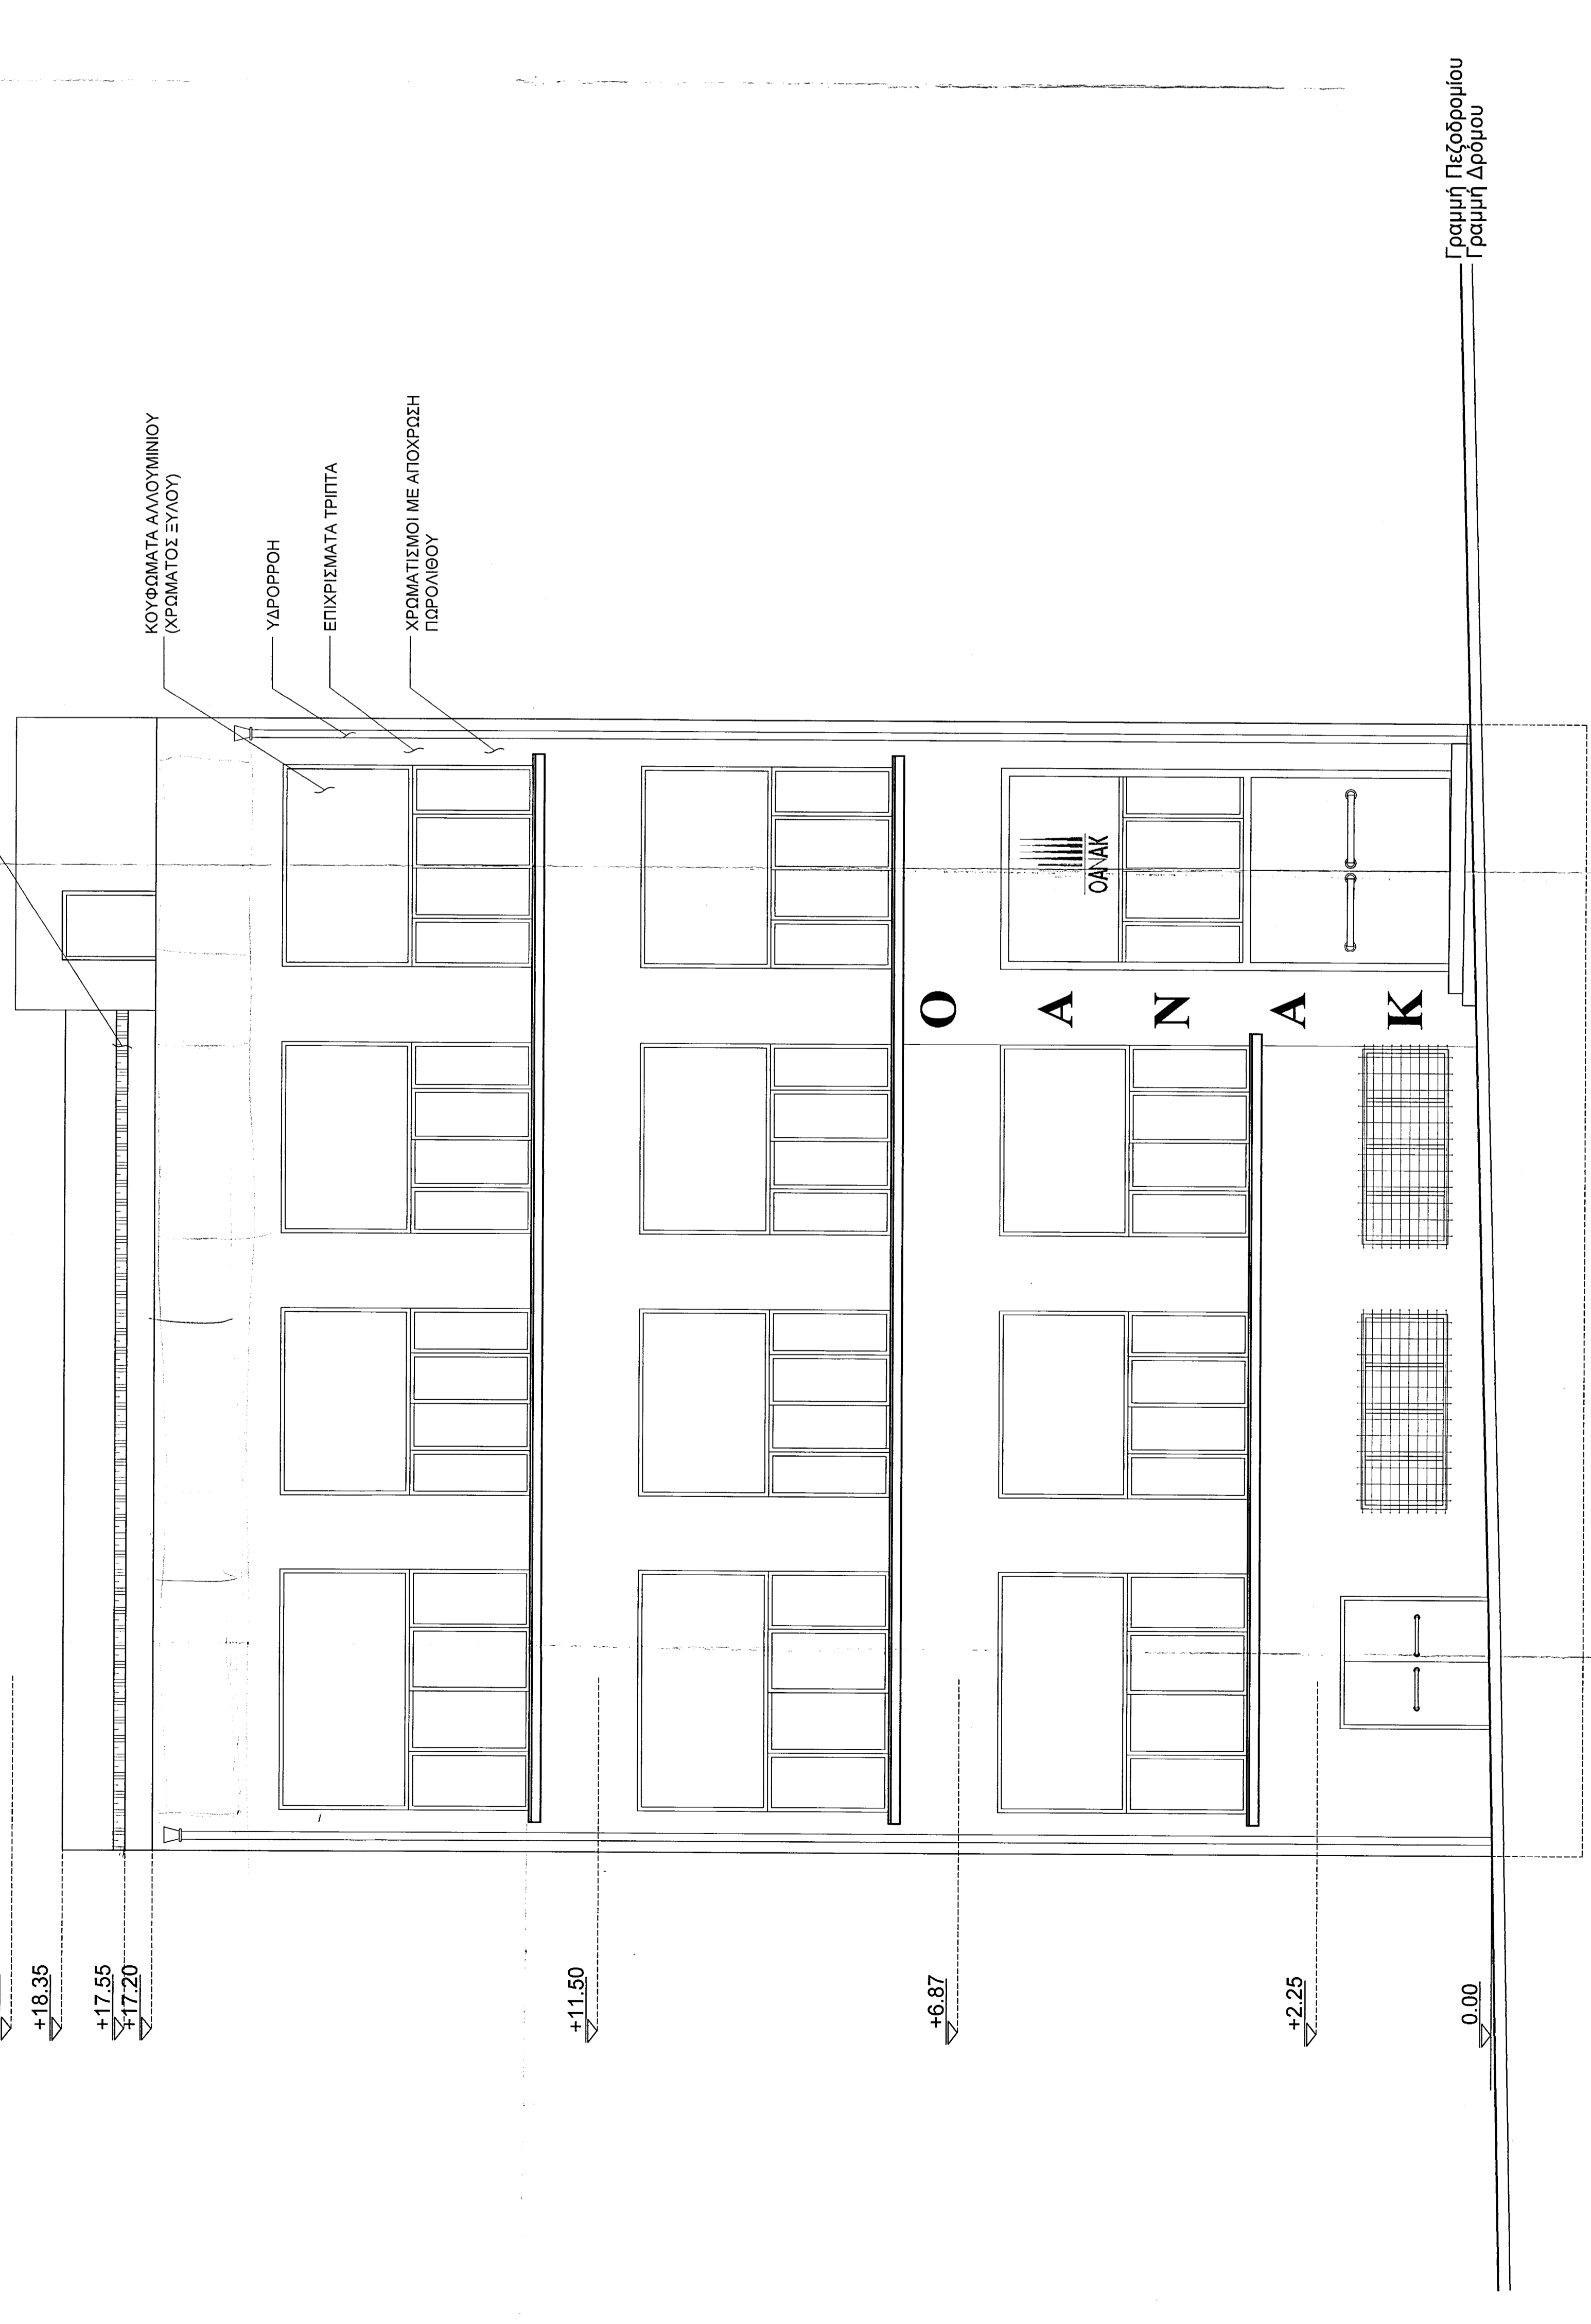 ΚΟΥΦΩΜΑΤΑ ΑΛΛΟΥΜΙΝΙΟΥ
(ΧΡΩΜΑΤΟΣ ΞΥΛΟΥ)
ΥΔΡΟΡΡΟΗ
ΕΠΙΧΡΙΣΜΑΤΑ ΤΡΙΠΤΑ
ΧΡΩΜΑΤΙΣΜΟΙ ΜΕ ΑΠΟΧΡΩΣΗ
ΠΩΡΟΛΙΘΟΥ
Γραμμή Πεζοδρομίου
Γραμμή Δρόμου
ΟΑΝΑΚ
Ο
Α
Ν
Α
Κ
+18.35
+17.55
+17.20
+11.50
+6.87
+2.25
0.00